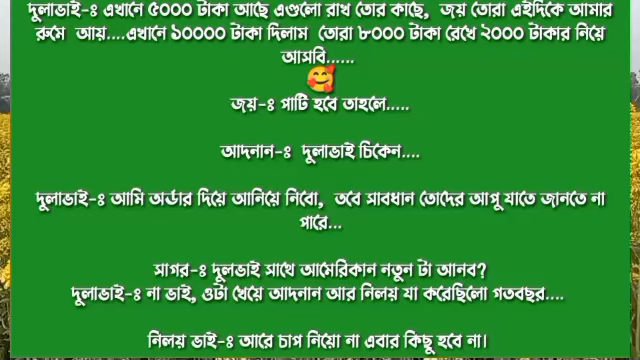 দুলাভাই-ঃ এখানে ৫০০০ টাকা আছে এগুলো রাখ তোর কাছে,  জয় তোরা এইদিকে আমার
রুমে  আয়....এখানে ১০০০০ টাকা দিলাম  তোরা ৮০০০ টাকা রেখে ২০০০ টাকার নিয়ে
আসবি......
🥰
জয়-ঃ পার্টি হবে তাহলে.....
আদনান-ঃ  দুলাভাই চিকেন....
দুলাভাই-ঃ আমি অর্ডার দিয়ে আনিয়ে নিবো,  তবে সাবধান তোদের আপু যাতে জানতে না
পারে...
সাগর-ঃ দুলভাই সাথে আমেরিকান নতুন টা আনব?
দুলাভাই-ঃ না ভাই, ওটা খেয়ে আদনান আর নিলয় যা করেছিলো গতবছর....
নিলয় ভাই-ঃ আরে চাপ নিয়ো না এবার কিছু হবে না।